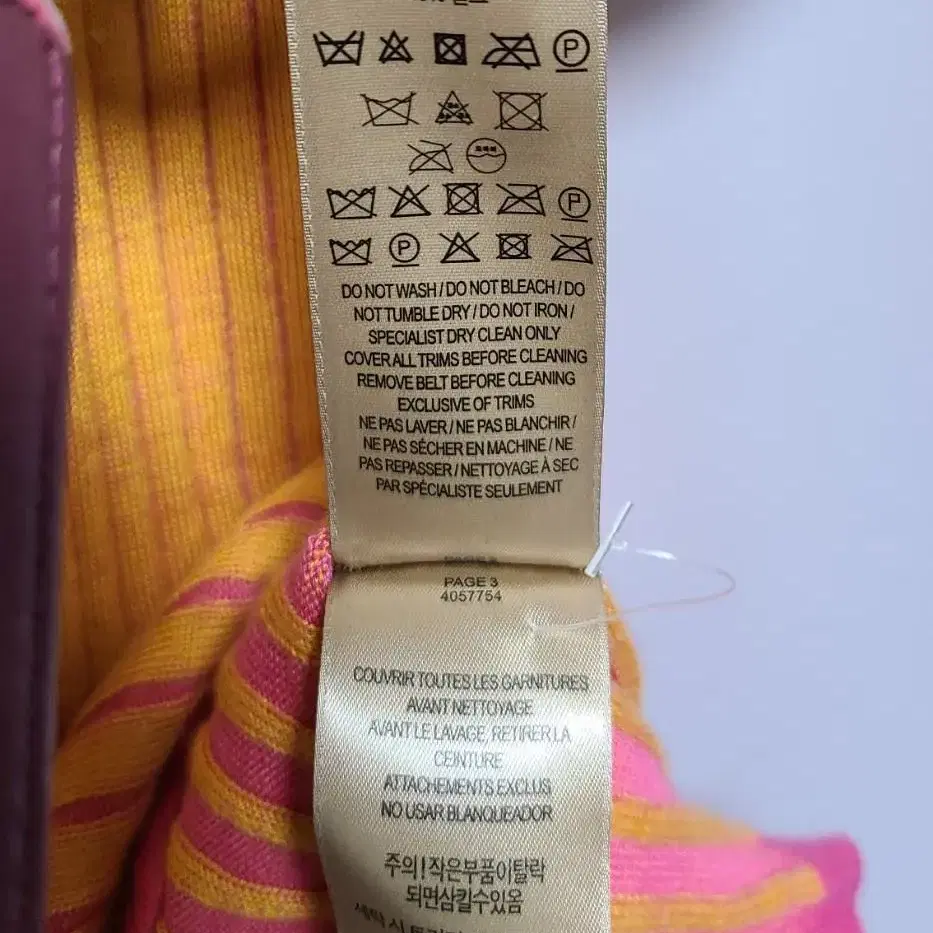 P
P
P
DO NOT WASH / DO NOT BLEACH / DO
NOT TUMBLE DRY / DO NOT IRON /
SPECIALIST DRY CLEAN ONLY
COVER ALL TRIMS BEFORE CLEANING
REMOVE BELT BEFORE CLEANING
EXCLUSIVE OF TRIMS
NE PAS LAVER / NE PAS BLANCHIR /
NE PAS SÉCHER EN MACHINE / NE
PAS REPASSER / NETTOYAGE À SEC
PAR SPÉCIALISTE SEULEMENT
PAGE 3
4057754
COUVRIR TOUTES LES GARNITURES
AVANT NETTOYAGE
AVANT LE LAVAGE, RETIRER LA
CEINTURE
ATTACHEMENTS EXCLUS
NO USAR BLANQUEADOR
주의!작은부품이탈락
되면삼킬수있음